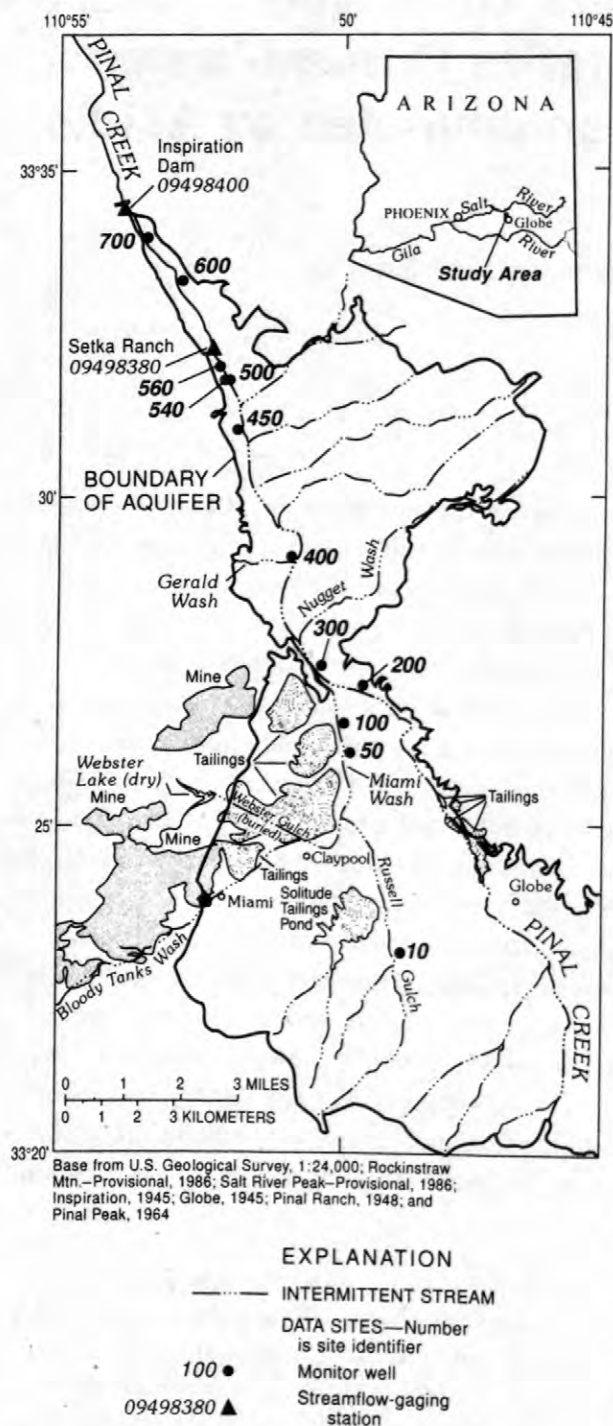 110°55'
50'
110°45'
PINAL
CREEK
Inspiration
Dam
09498400
33°35'
700
600
Setka Ranch
09498380
560
540
500
450
BOUNDARY
OF AQUIFER
30'
400
Gerald
Wash
Nugget
Wash
300
200
Mine
100
Tailings
50
Webster
Lake (dry)
Mine
Miami
Wash
Webster Gulch
(buried)
Tailings
25'
Mine
Claypool
Tailings
Miami
Solitude
Tailings
Pond
Russell
Gulch
Globe
10
PINAL
CREEK
Bloody Tanks Wash
0 1 2 3 MILES
0 1 2 3 KILOMETERS
33°20'
ARIZONA
PHOENIX
Salt
River
Globe
Gila
River
Study Area
Base from U.S. Geological Survey, 1:24,000; Rockinstraw
Mtn.–Provisional, 1986; Salt River Peak–Provisional, 1986;
Inspiration, 1945; Globe, 1945; Pinal Ranch, 1948; and
Pinal Peak, 1964
EXPLANATION
INTERMITTENT STREAM
DATA SITES—Number
is site identifier
100 Monitor well
09498380 Streamflow-gaging
station